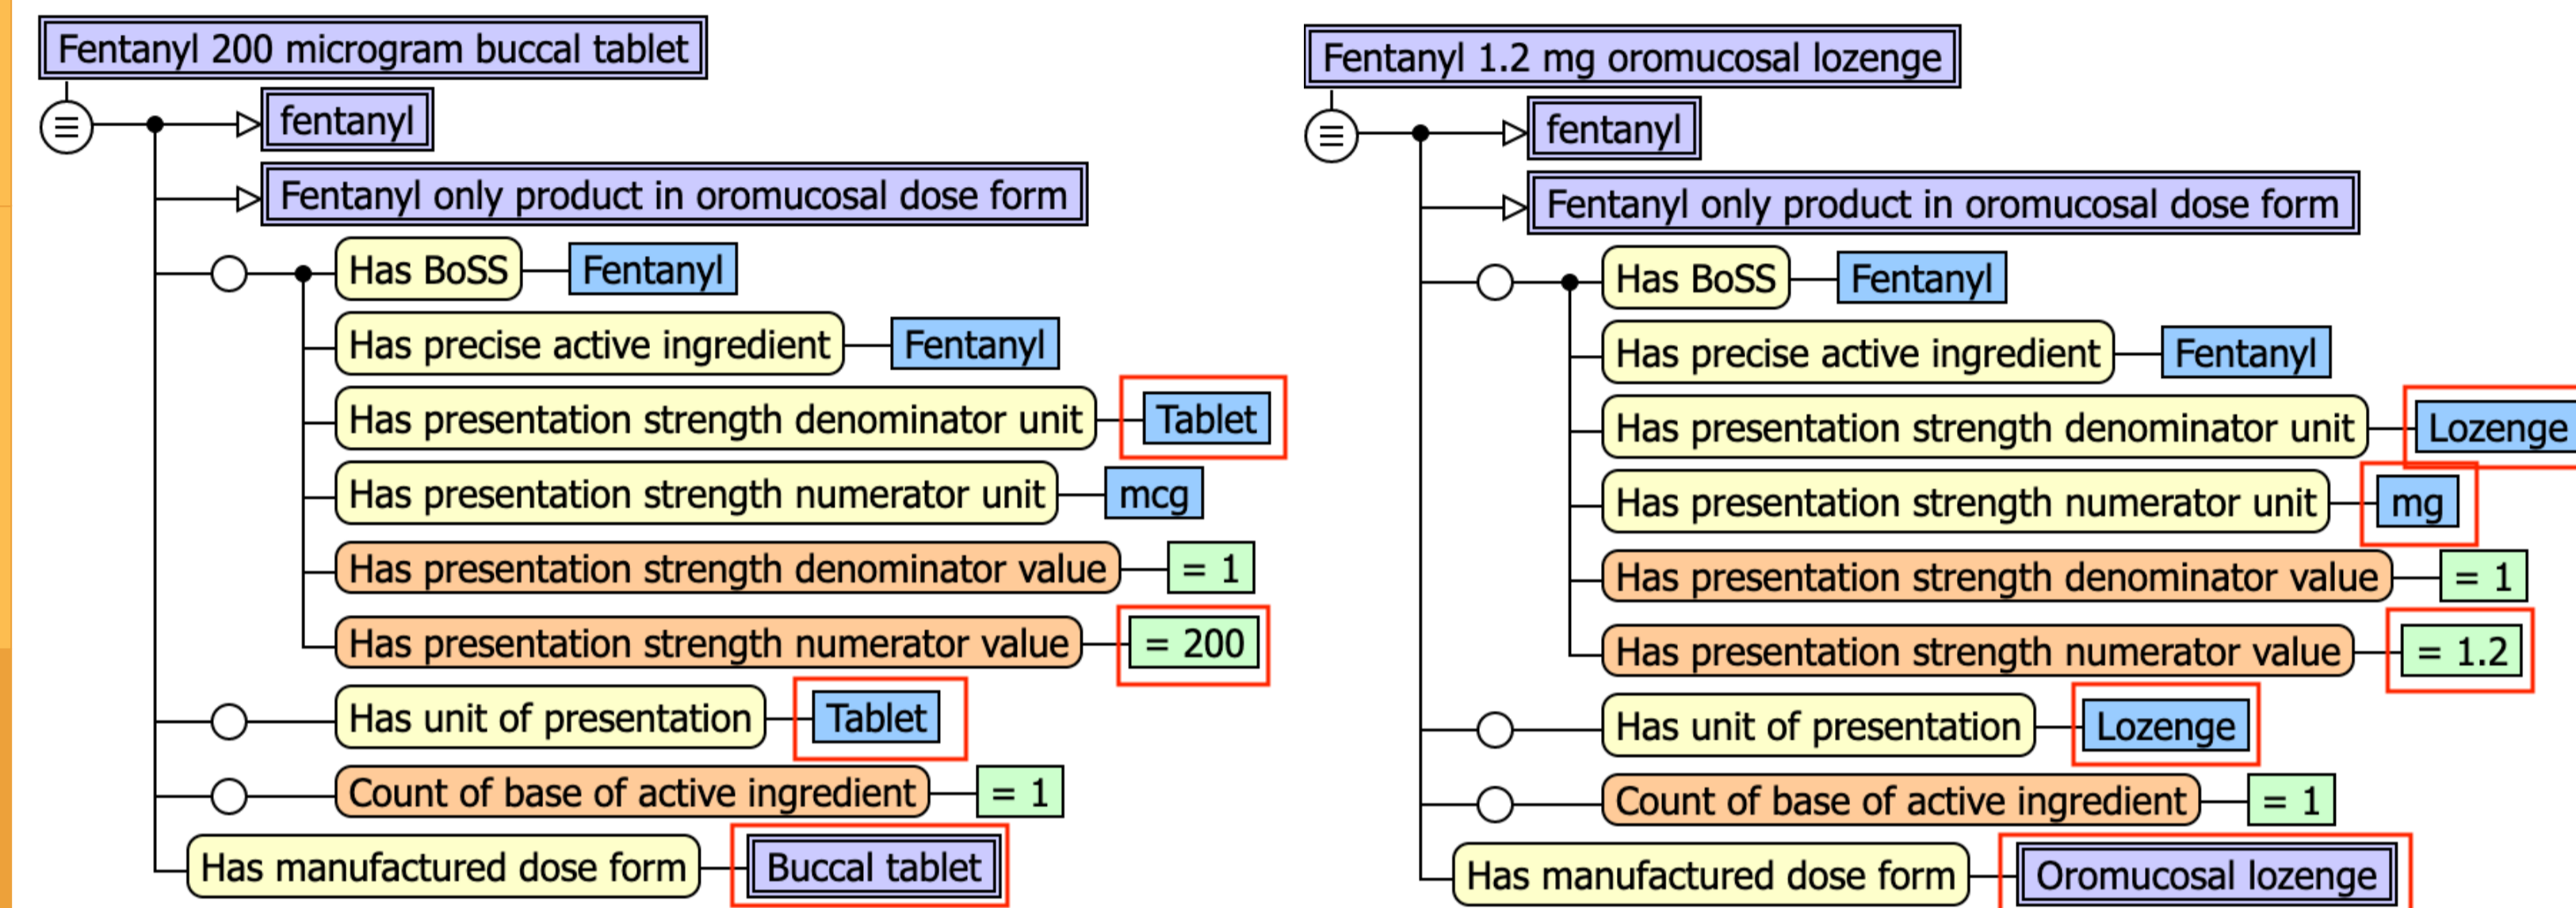 Fentanyl 200 microgram buccal tablet
fentanyl
Fentanyl only product in oromucosal dose form
Has BoSS Fentanyl
Has precise active ingredient Fentanyl
Has presentation strength denominator unit Tablet
Has presentation strength numerator unit mcg
Has presentation strength denominator value = 1
Has presentation strength numerator value = 200
Has unit of presentation Tablet
Count of base of active ingredient = 1
Has manufactured dose form Buccal tablet
Fentanyl 1.2 mg oromucosal lozenge
fentanyl
Fentanyl only product in oromucosal dose form
Has BoSS Fentanyl
Has precise active ingredient Fentanyl
Has presentation strength denominator unit Lozenge
Has presentation strength numerator unit mg
Has presentation strength denominator value = 1
Has presentation strength numerator value = 1.2
Has unit of presentation Lozenge
Count of base of active ingredient = 1
Has manufactured dose form Oromucosal lozenge